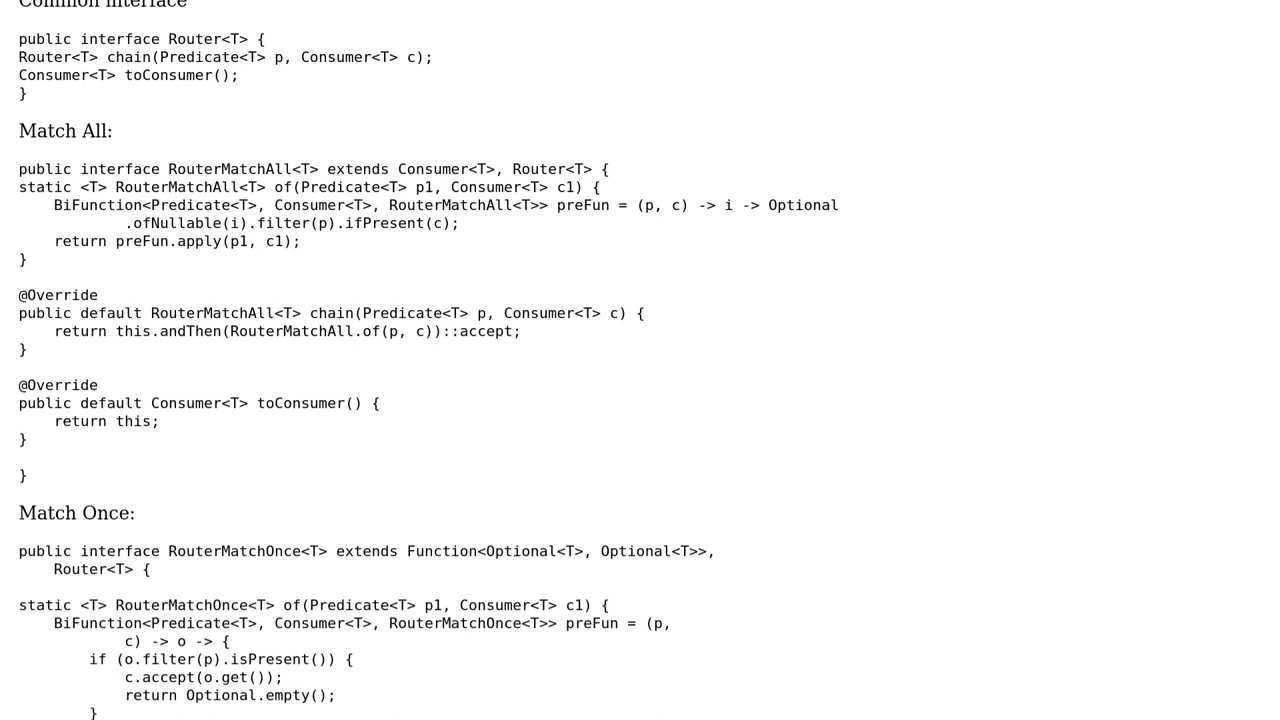 Common interface
public interface Router<T> {
Router<T> chain(Predicate<T> p, Consumer<T> c);
Consumer<T> toConsumer();
}
Match All:
public interface RouterMatchAll<T> extends Consumer<T>, Router<T> {
static <T> RouterMatchAll<T> of(Predicate<T> p1, Consumer<T> c1) {
    BiFunction<Predicate<T>, Consumer<T>, RouterMatchAll<T>> preFun = (p, c) -> i -> Optional
            .ofNullable(i).filter(p).ifPresent(c);
    return preFun.apply(p1, c1);
}
@Override
public default RouterMatchAll<T> chain(Predicate<T> p, Consumer<T> c) {
    return this.andThen(RouterMatchAll.of(p, c))::accept;
}
@Override
public default Consumer<T> toConsumer() {
    return this;
}
}
Match Once:
public interface RouterMatchOnce<T> extends Function<Optional<T>, Optional<T>>,
    Router<T> {
static <T> RouterMatchOnce<T> of(Predicate<T> p1, Consumer<T> c1) {
    BiFunction<Predicate<T>, Consumer<T>, RouterMatchOnce<T>> preFun = (p,
            c) -> o -> {
        if (o.filter(p).isPresent()) {
            c.accept(o.get());
            return Optional.empty();
        }